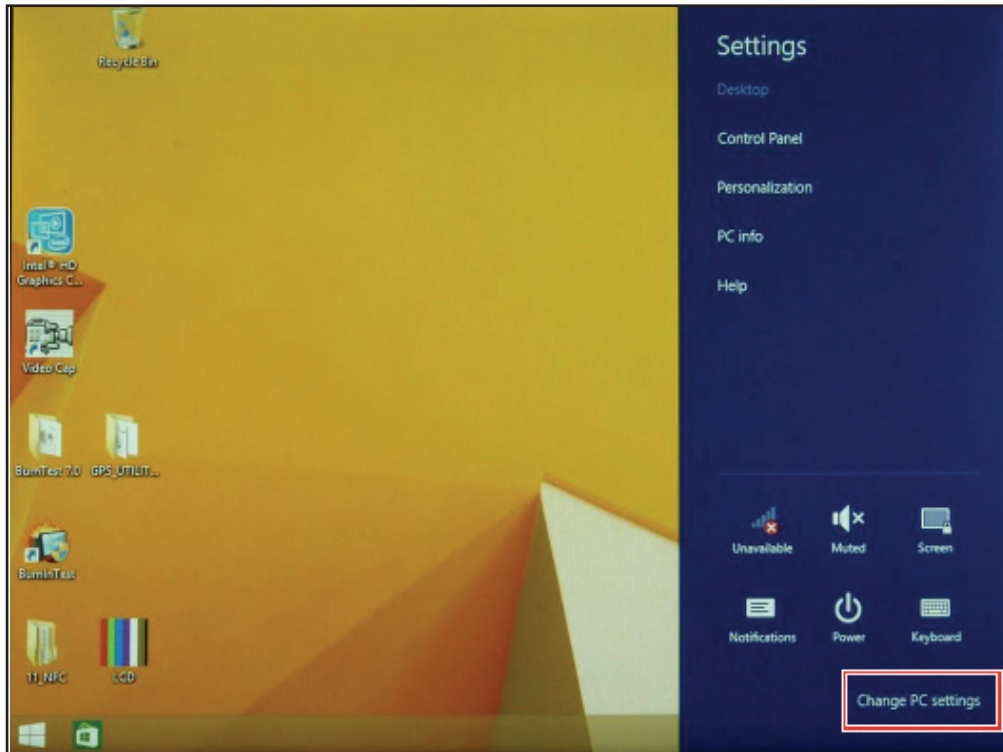 Recycle Bin
Intel® HD
Graphics C...
Video Cap
BurnInTest 7.0
GPS_UTILIT...
BurnInTest
11_NFC
LCD
Settings
Desktop
Control Panel
Personalization
PC info
Help
Unavailable
Muted
Screen
Notifications
Power
Keyboard
Change PC settings